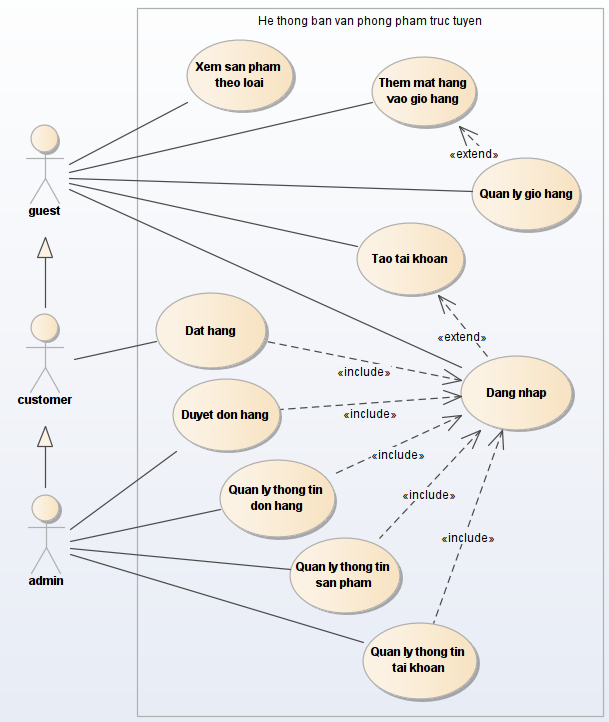 He thong ban van phong pham truc tuyen
Xem san pham
theo loai
Them mat hang
vao gio hang
«extend»
guest
Quan ly gio hang
Tao tai khoan
Dat hang
«extend»
customer
«include»
Dang nhap
Duyet don hang
«include»
«include»
Quan ly thong tin
don hang
«include»
«include»
admin
Quan ly thong tin
san pham
Quan ly thong tin
tai khoan